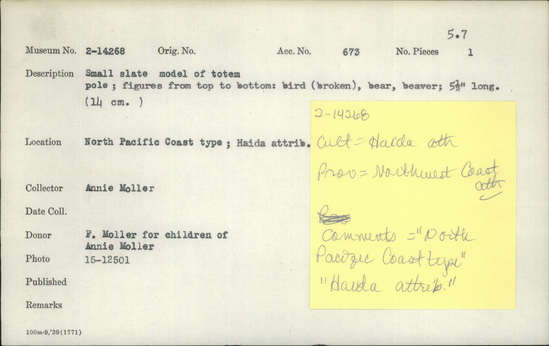 5.7
Museum No. 2-14268 Orig. No. Acc. No. 673 No. Pieces 1
Description Small slate model of totem
pole; figures from top to bottom: bird (broken), bear, beaver; 5½" long.
(14 cm. )
Location North Pacific Coast type; Haida attrib.
Collector Annie Moller
Date Coll.
Donor F. Moller for children of
Annie Moller
Photo 15-12501
Published
Remarks
100m-9/39(1771)
2-14268
Cult = Haida attr
Prov = Northwest Coast
attr
Comments = "North
Pacific Coast type"
"Haida attrib."